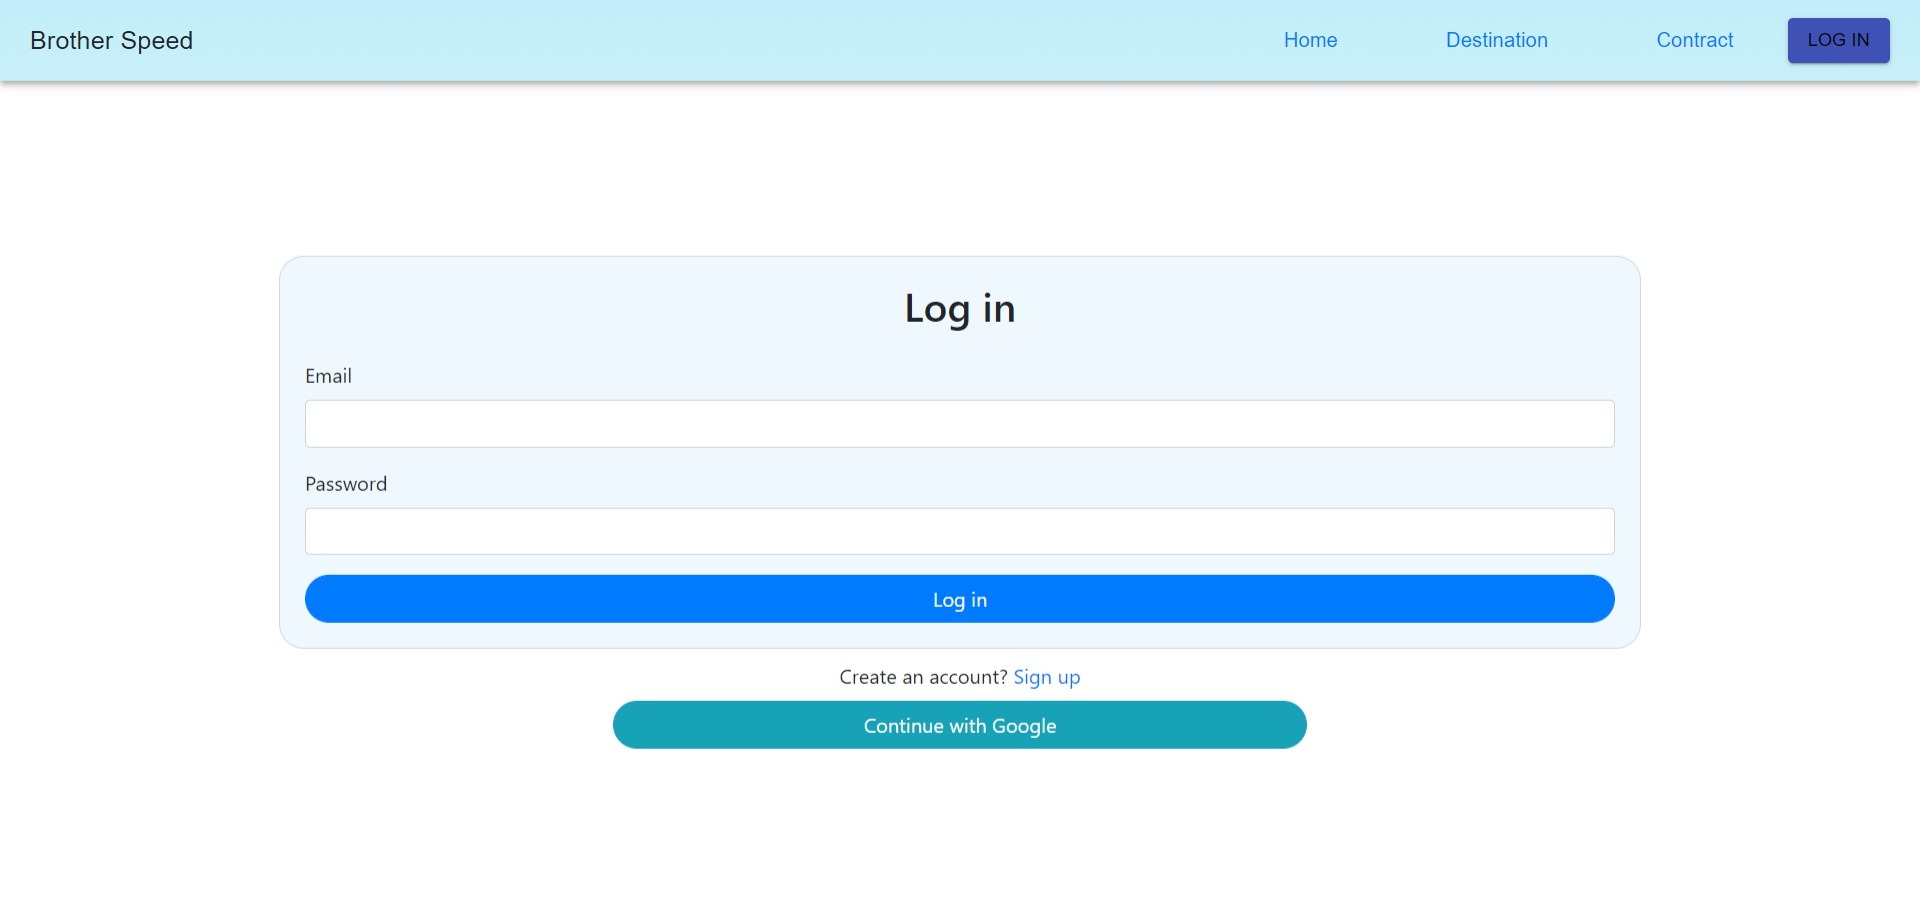 Brother Speed
Home
Destination
Contract
LOG IN
Log in
Email
Password
Log in
Create an account? Sign up
Continue with Google